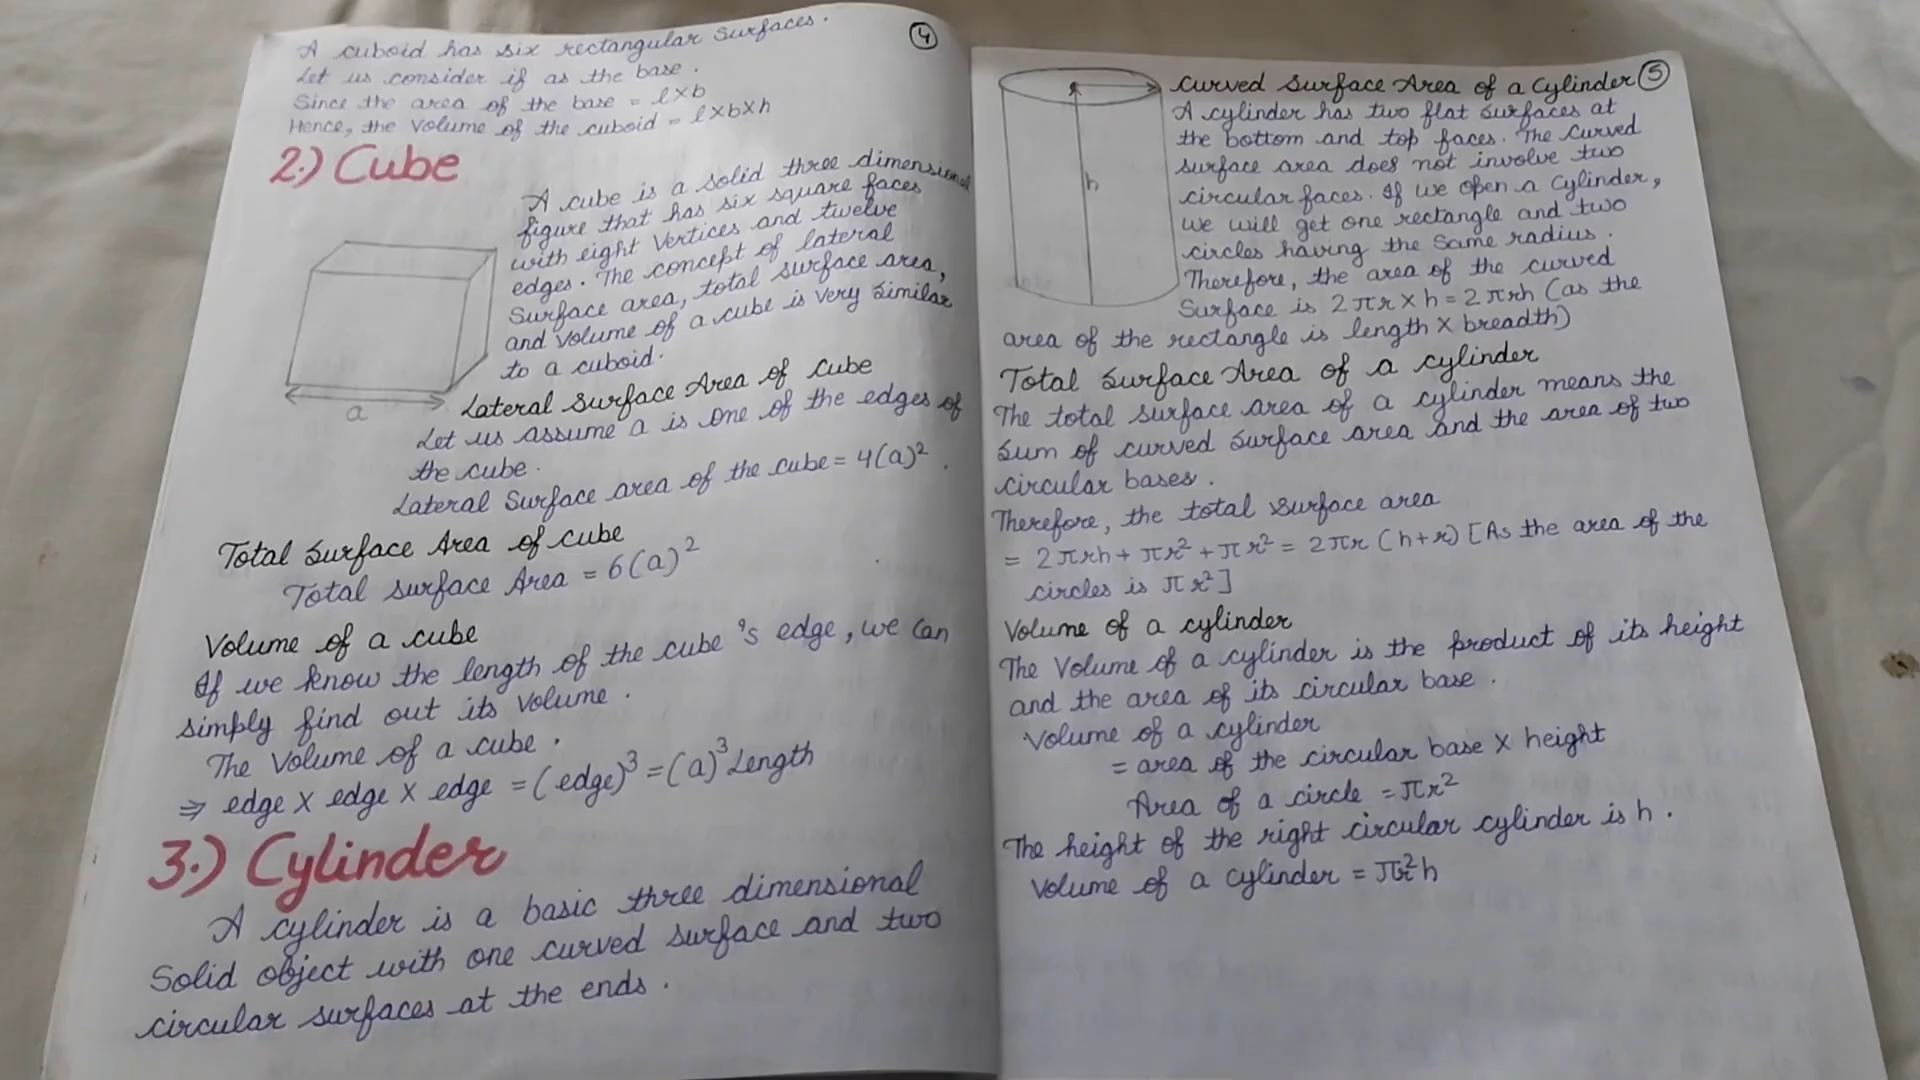 4
A cuboid has six rectangular surfaces.
Let us consider if as the base.
Since the area of the base = l×b
Hence, the Volume of the cuboid = l×b×h
2.) Cube
A cube is a solid three dimensional
figure that has six square faces
with eight Vertices and twelve
edges. The concept of lateral
Surface area, total surface area,
and Volume of a cube is very similar
to a cuboid.
a
Lateral Surface Area of Cube
Let us assume a is one of the edges of
the cube.
Lateral Surface area of the cube = 4(a)².
Total Surface Area of cube
Total surface Area = 6(a)²
Volume of a cube
If we know the length of the cube's edge, we can
simply find out its volume.
The Volume of a cube.
⇒ edge × edge × edge = (edge)³ = (a)³ Length
3.) Cylinder
A cylinder is a basic three dimensional
Solid object with one curved surface and two
circular surfaces at the ends.
5
h
Curved Surface Area of a Cylinder
A cylinder has two flat surfaces at
the bottom and top faces. The curved
surface area does not involve two
circular faces. If we open a Cylinder,
we will get one rectangle and two
circles having the same radius.
Therefore, the area of the curved
Surface is 2πr×h = 2πrh (as the
area of the rectangle is length × breadth)
Total Surface Area of a cylinder
The total surface area of a cylinder means the
sum of curved surface area and the area of two
circular bases.
Therefore, the total surface area
= 2πrh + πr² + πr² = 2πr (h+r) [As the area of the
circles is πr²]
Volume of a cylinder
The Volume of a cylinder is the product of its height
and the area of its circular base.
Volume of a cylinder
= area of the circular base × height
Area of a circle = πr²
The height of the right circular cylinder is h.
Volume of a cylinder = πr²h